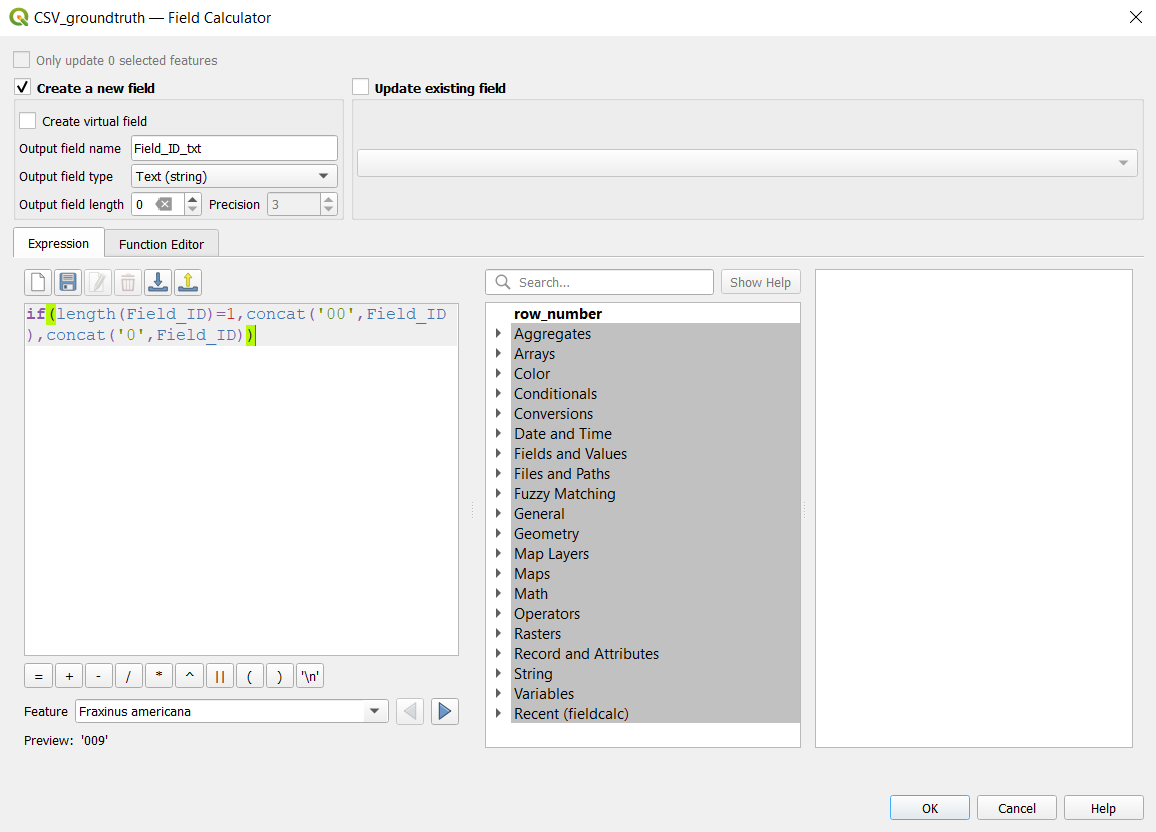 CSV_groundtruth — Field Calculator
Only update 0 selected features
Create a new field
Update existing field
Create virtual field
Output field name Field_ID_txt
Output field type Text (string)
Output field length 0 Precision 3
Expression Function Editor
Search... Show Help
if(length(Field_ID)=1,concat('00',Field_ID
),concat('0',Field_ID))
row_number
Aggregates
Arrays
Color
Conditionals
Conversions
Date and Time
Fields and Values
Files and Paths
Fuzzy Matching
General
Geometry
Map Layers
Maps
Math
Operators
Rasters
Record and Attributes
String
Variables
Recent (fieldcalc)
= + - / * ^ || ( ) '\n'
Feature Fraxinus americana
Preview: '009'
OK Cancel Help